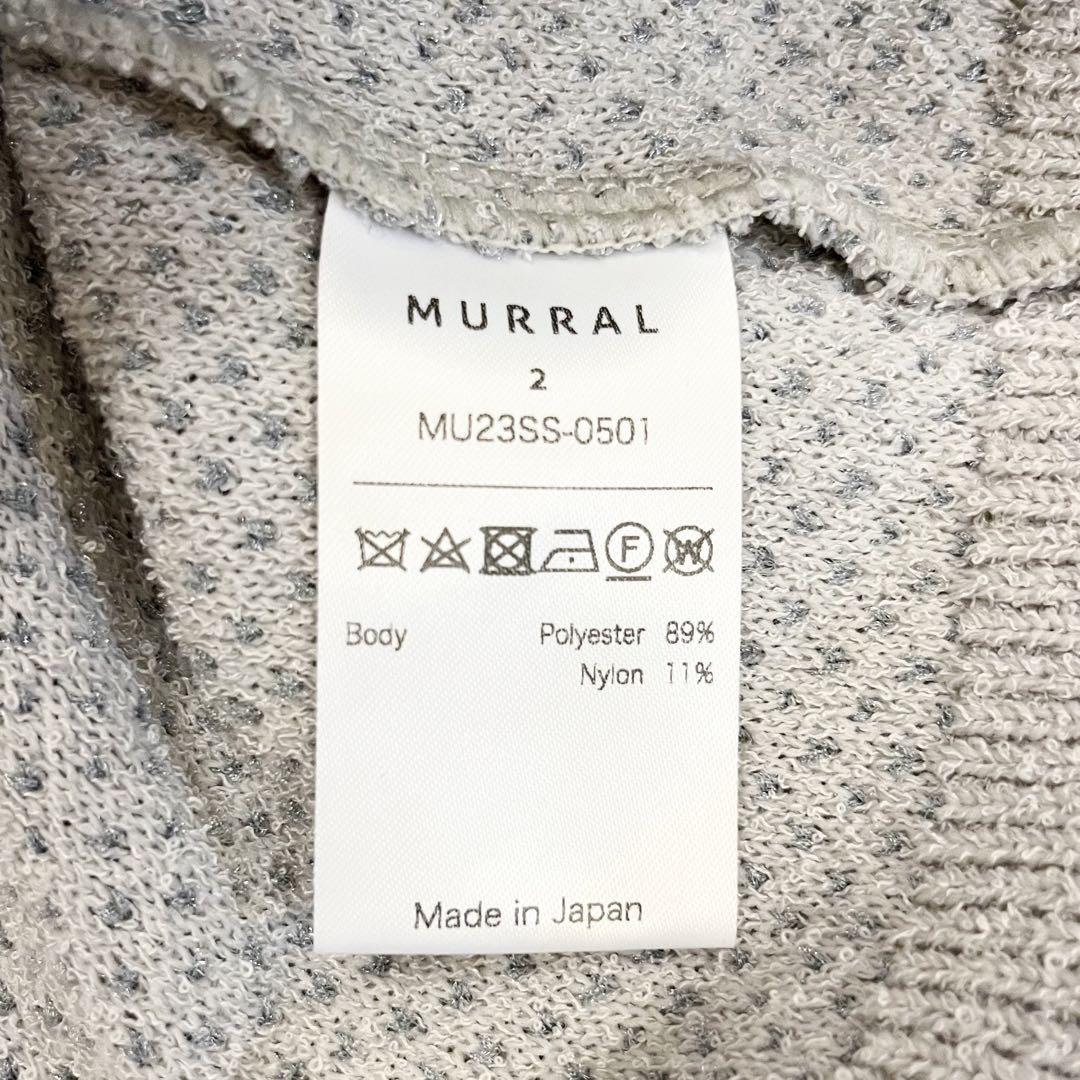 MURRAL
2
MU23SS-0501
F W
Body Polyester 89%
Nylon 11%
Made in Japan